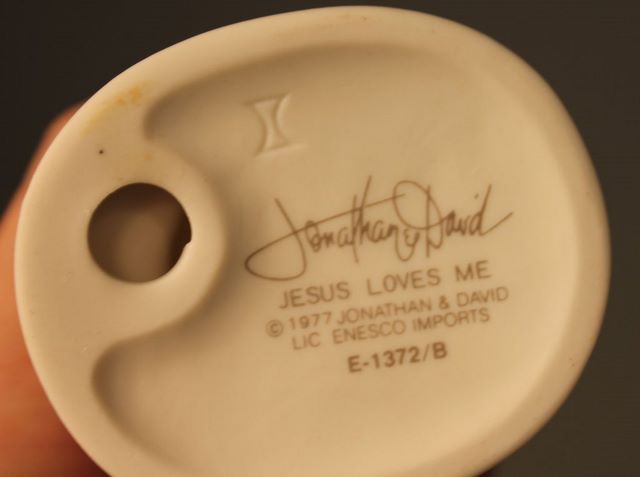 Jonathan & David
JESUS LOVES ME
© 1977 JONATHAN & DAVID
LIC ENESCO IMPORTS
E-1372/B